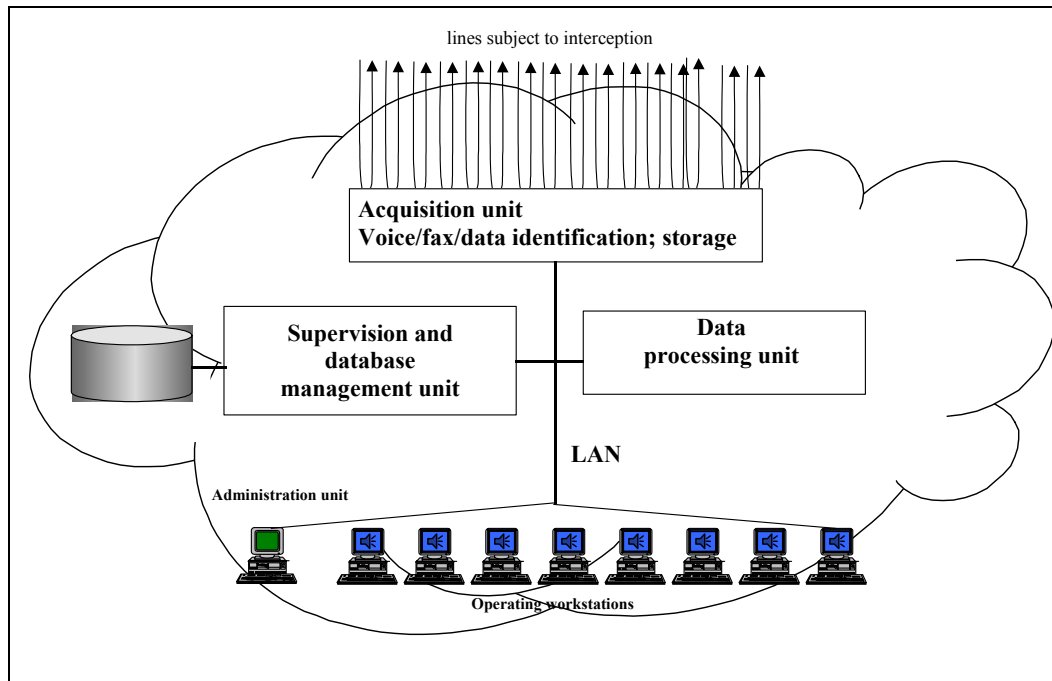 lines subject to interception
Acquisition unit
Voice/fax/data identification; storage
Supervision and
database
management unit
Data
processing unit
LAN
Administration unit
Operating workstations